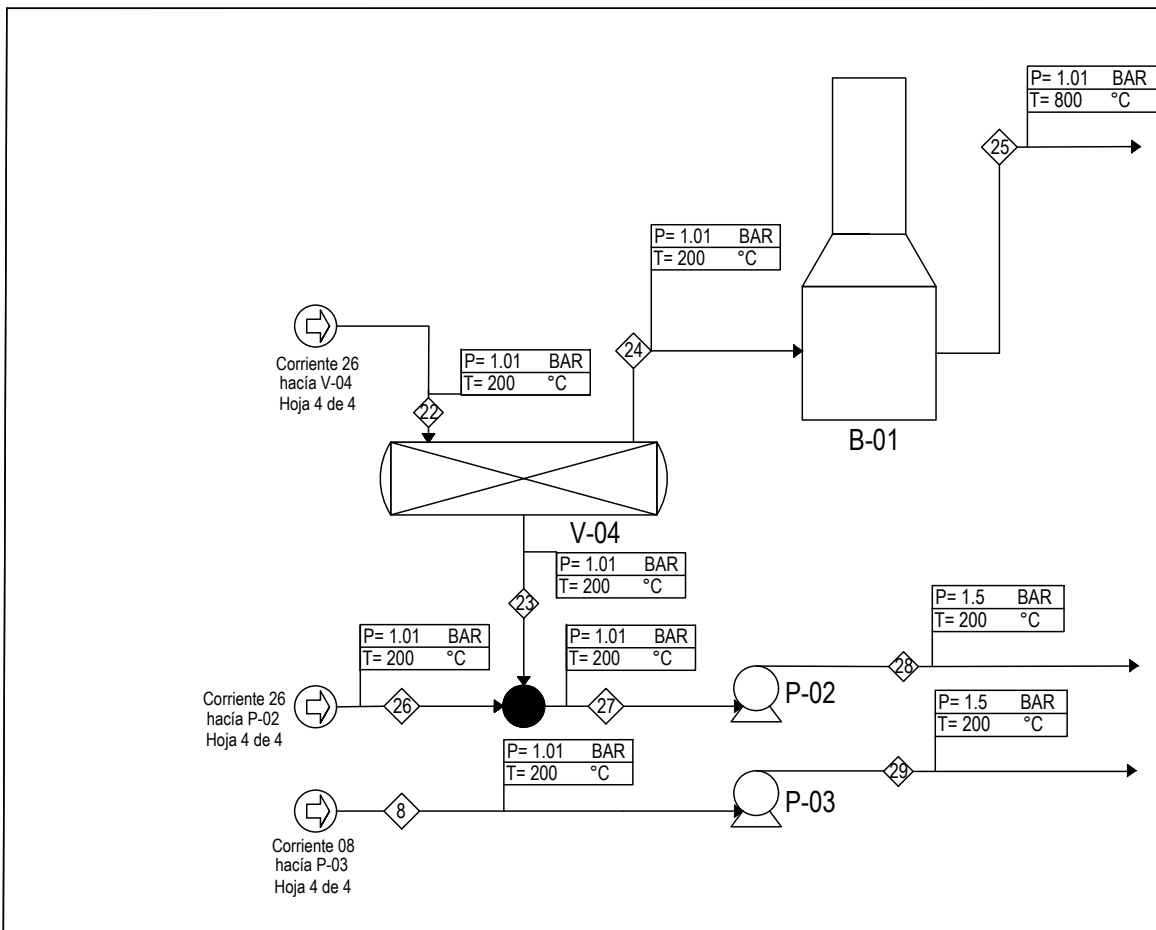 P= 1.01 BAR
T= 800 °C
25
P= 1.01 BAR
T= 200 °C
24
B-01
Corriente 26
hacía V-04
Hoja 4 de 4
P= 1.01 BAR
T= 200 °C
22
V-04
P= 1.01 BAR
T= 200 °C
23
P= 1.01 BAR
T= 200 °C
P= 1.01 BAR
T= 200 °C
P= 1.5 BAR
T= 200 °C
Corriente 26
hacía P-02
Hoja 4 de 4
26
27
P-02
28
P= 1.5 BAR
T= 200 °C
P= 1.01 BAR
T= 200 °C
8
P-03
29
Corriente 08
hacía P-03
Hoja 4 de 4